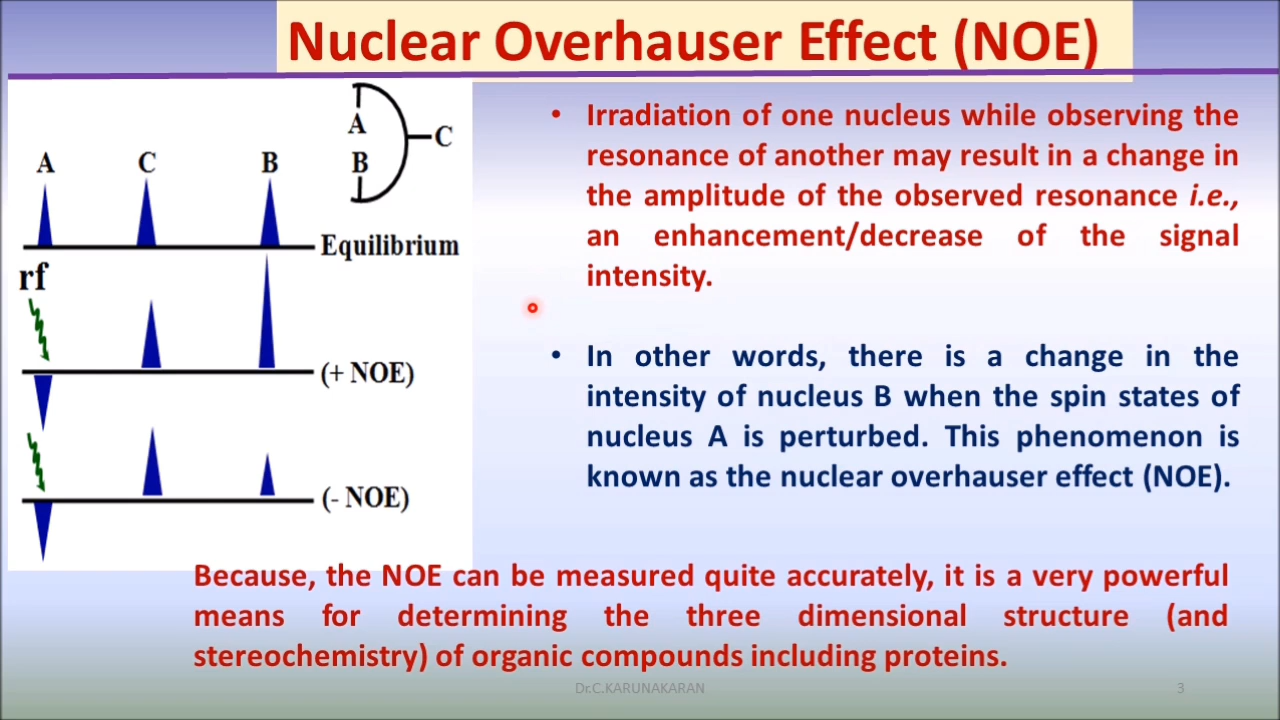 Nuclear Overhauser Effect (NOE)
A
B
C
A C B
Equilibrium
rf
(+ NOE)
(- NOE)
• Irradiation of one nucleus while observing the
resonance of another may result in a change in
the amplitude of the observed resonance i.e.,
an enhancement/decrease of the signal
intensity.
• In other words, there is a change in the
intensity of nucleus B when the spin states of
nucleus A is perturbed. This phenomenon is
known as the nuclear overhauser effect (NOE).
Because, the NOE can be measured quite accurately, it is a very powerful
means for determining the three dimensional structure (and
stereochemistry) of organic compounds including proteins.
Dr.C.KARUNAKARAN
3